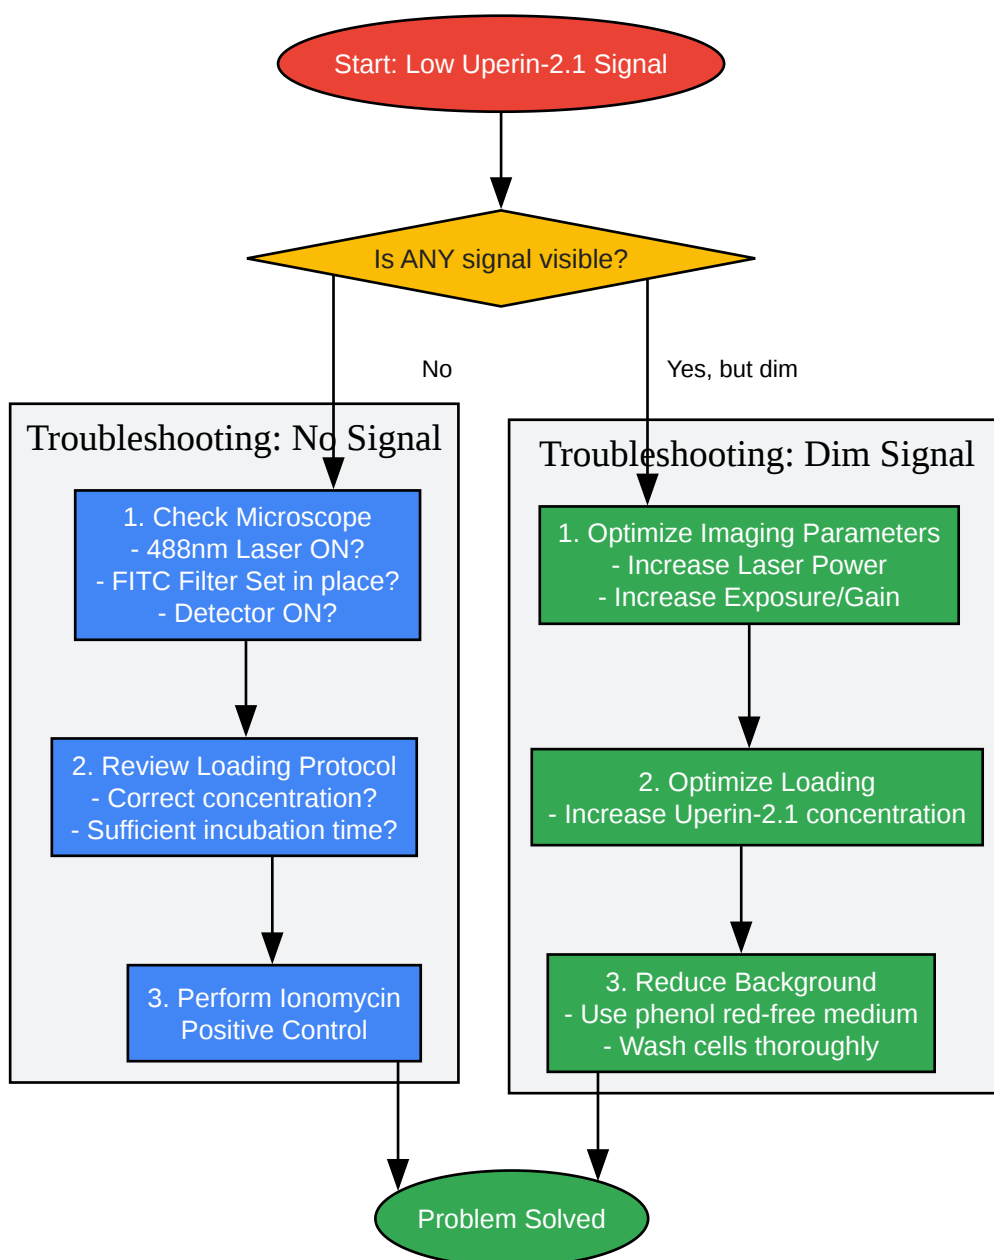 Start: Low Uperin-2.1 Signal
Is ANY signal visible?
No
Yes, but dim
Troubleshooting: No Signal
1. Check Microscope
- 488nm Laser ON?
- FITC Filter Set in place?
- Detector ON?
2. Review Loading Protocol
- Correct concentration?
- Sufficient incubation time?
3. Perform Ionomycin
Positive Control
Troubleshooting: Dim Signal
1. Optimize Imaging Parameters
- Increase Laser Power
- Increase Exposure/Gain
2. Optimize Loading
- Increase Uperin-2.1 concentration
3. Reduce Background
- Use phenol red-free medium
- Wash cells thoroughly
Problem Solved